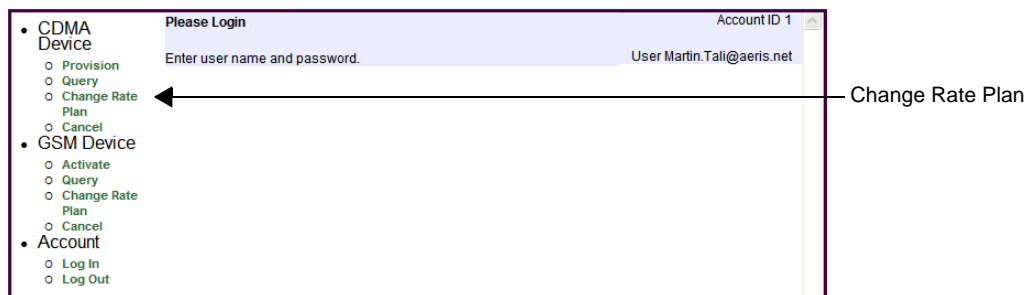 CDMA
Device
Provision
Query
Change Rate
Plan
Cancel
GSM Device
Activate
Query
Change Rate
Plan
Cancel
Account
Log In
Log Out
Please Login
Account ID 1
Enter user name and password.
User Martin.Tali@aeris.net
Change Rate Plan